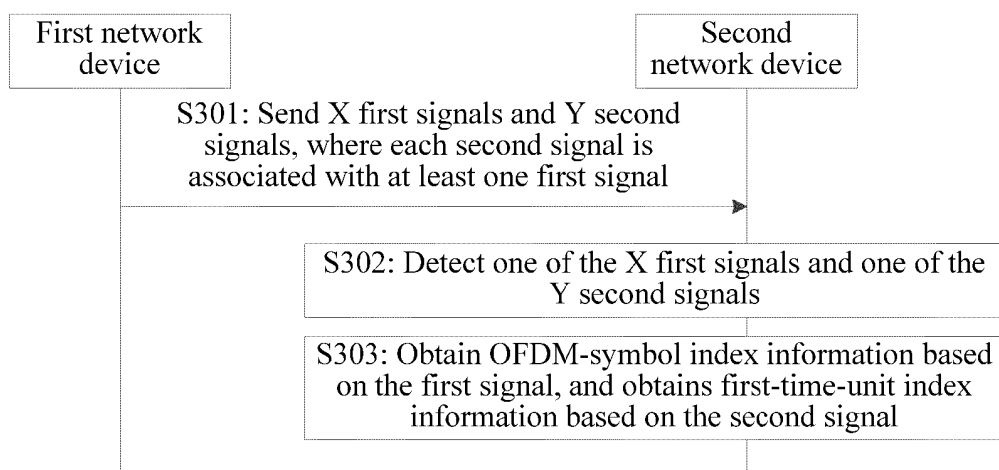 First network
device
Second
network device
S301: Send X first signals and Y second
signals, where each second signal is
associated with at least one first signal
S302: Detect one of the X first signals and one of the
Y second signals
S303: Obtain OFDM-symbol index information based
on the first signal, and obtains first-time-unit index
information based on the second signal